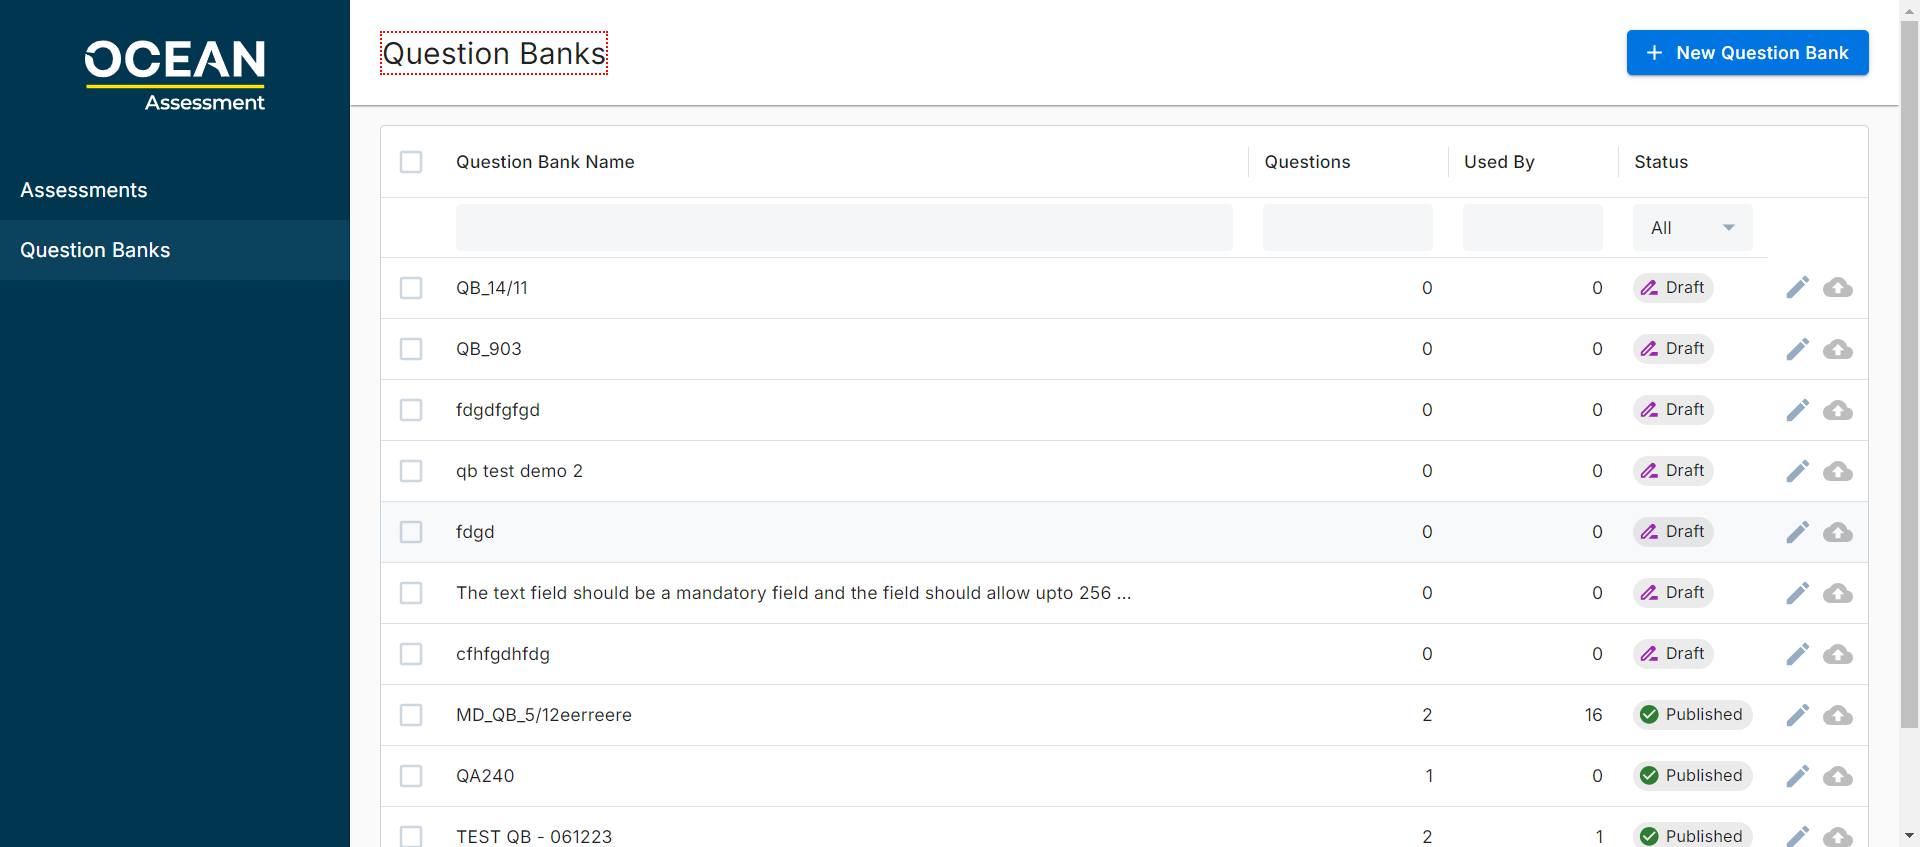 OCEAN
Assessment
Assessments
Question Banks
Question Banks
New Question Bank
Question Bank Name Questions Used By Status
All
QB_14/11 0 0 Draft
QB_903 0 0 Draft
fdgdfgfgd 0 0 Draft
qb test demo 2 0 0 Draft
fdgd 0 0 Draft
The text field should be a mandatory field and the field should allow upto 256 ... 0 0 Draft
cfhfgdhfdg 0 0 Draft
MD_QB_5/12eerreere 2 16 Published
QA240 1 0 Published
TEST QB - 061223 2 1 Published